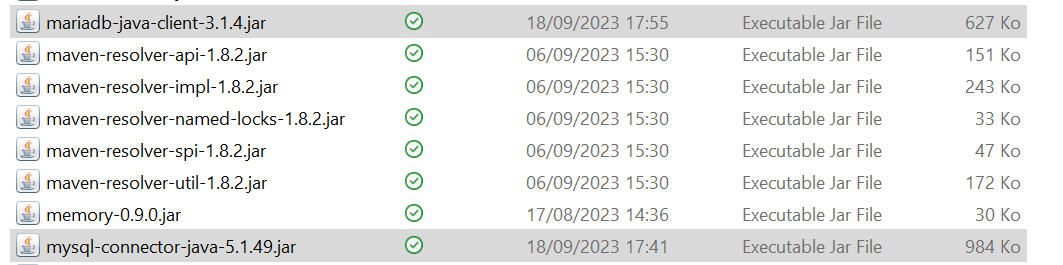 mariadb-java-client-3.1.4.jar 18/09/2023 17:55 Executable Jar File 627 Ko
maven-resolver-api-1.8.2.jar 06/09/2023 15:30 Executable Jar File 151 Ko
maven-resolver-impl-1.8.2.jar 06/09/2023 15:30 Executable Jar File 243 Ko
maven-resolver-named-locks-1.8.2.jar 06/09/2023 15:30 Executable Jar File 33 Ko
maven-resolver-spi-1.8.2.jar 06/09/2023 15:30 Executable Jar File 47 Ko
maven-resolver-util-1.8.2.jar 06/09/2023 15:30 Executable Jar File 172 Ko
memory-0.9.0.jar 17/08/2023 14:36 Executable Jar File 30 Ko
mysql-connector-java-5.1.49.jar 18/09/2023 17:41 Executable Jar File 984 Ko